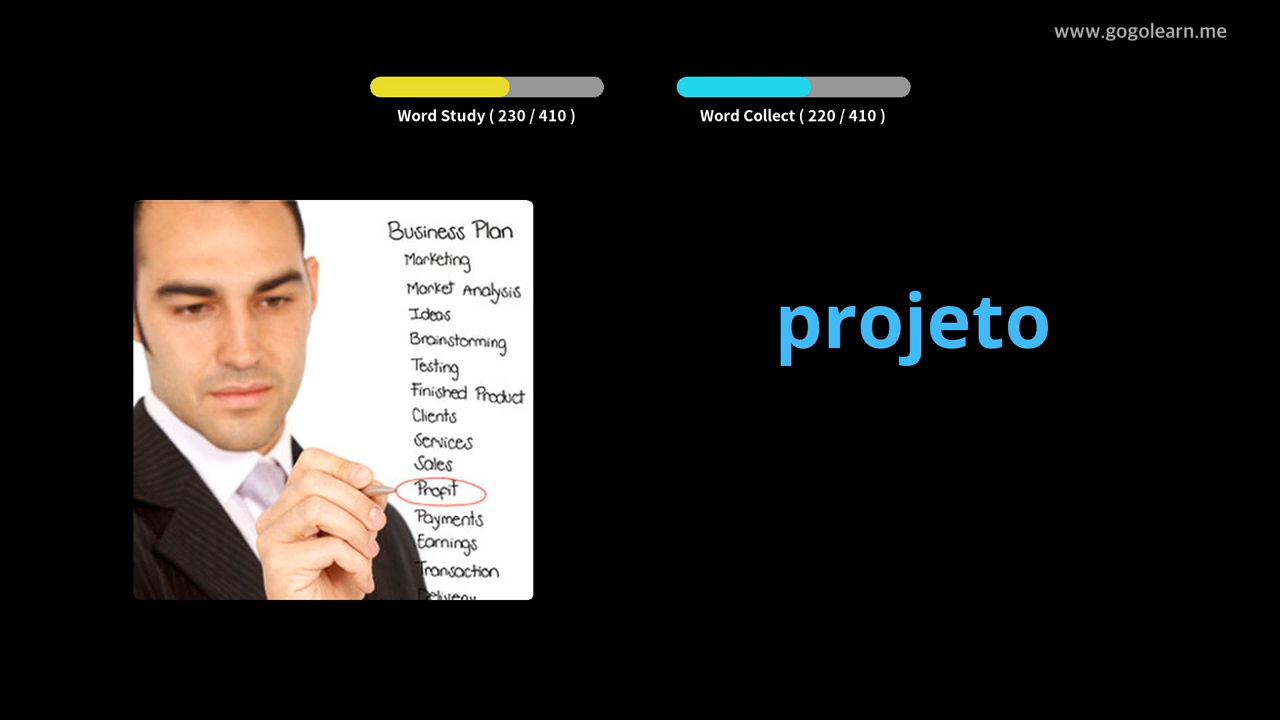 www.gogolearn.me
Word Study ( 230 / 410 )
Word Collect ( 220 / 410 )
Business Plan
Marketing
Market Analysis
Ideas
Brainstorming
Testing
Finished Product
Clients
Services
Sales
Profit
Payments
Earnings
Transaction
Delivery
projeto